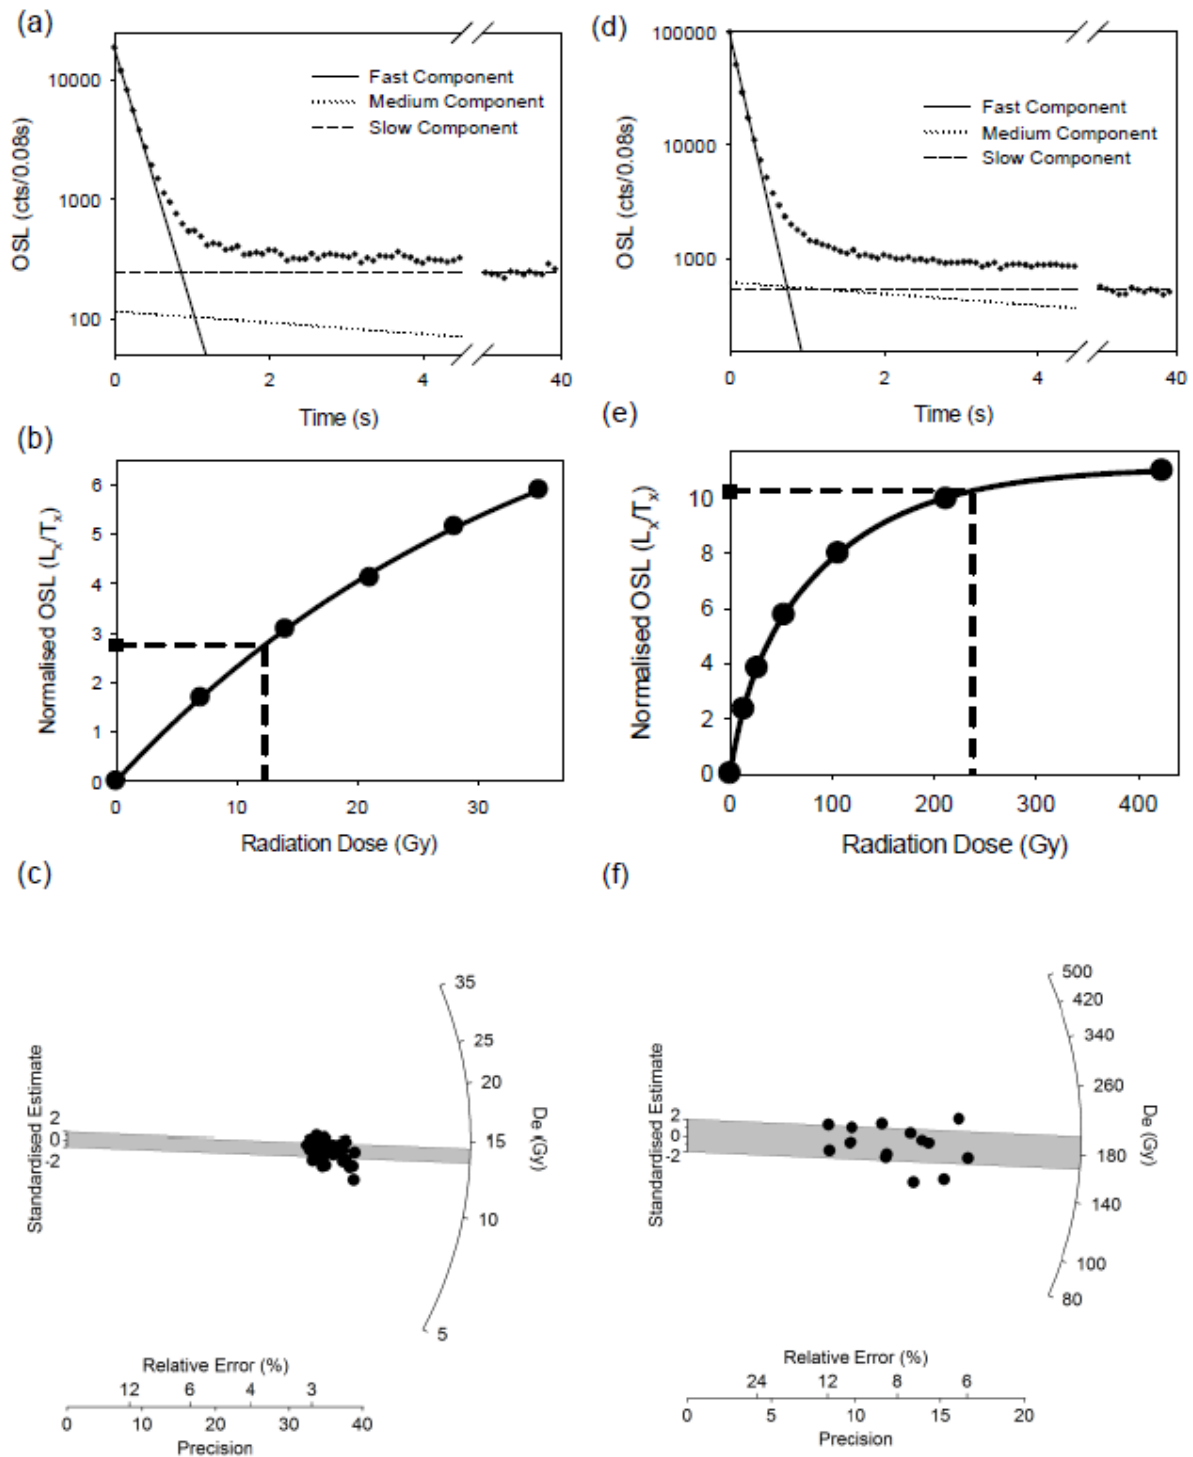 (a)
10000
1000
100
OSL (cts/0.08s)
Fast Component
Medium Component
Slow Component
0 2 4 40
Time (s)
(d)
100000
10000
1000
OSL (cts/0.08s)
Fast Component
Medium Component
Slow Component
0 2 4 40
Time (s)
(b)
6
5
4
3
2
1
0
Normalised OSL (Lx/Tx)
0 10 20 30
Radiation Dose (Gy)
(e)
10
8
6
4
2
0
Normalised OSL (Lx/Tx)
0 100 200 300 400
Radiation Dose (Gy)
(c)
Standardised Estimate
2
0
-2
35
25
20
15
10
5
De (Gy)
Relative Error (%)
12 6 4 3
0 10 20 30 40
Precision
(f)
Standardised Estimate
2
0
-2
500
420
340
260
180
140
100
80
De (Gy)
Relative Error (%)
24 12 8 6
0 5 10 15 20
Precision